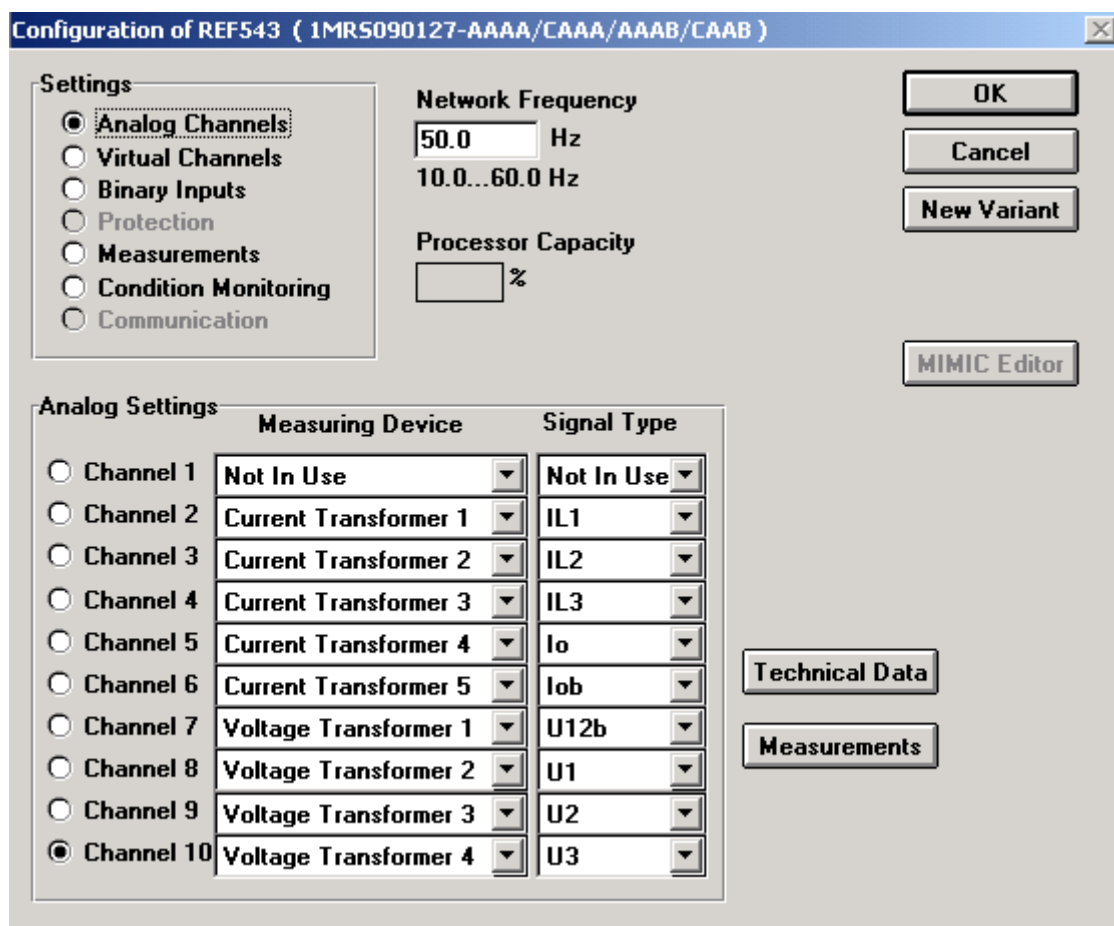 Configuration of REF543 ( 1MRS090127-AAAA/CAAA/AAAB/CAAB )
Settings
Analog Channels
Virtual Channels
Binary Inputs
Protection
Measurements
Condition Monitoring
Communication
Network Frequency
50.0 Hz
10.0...60.0 Hz
Processor Capacity
%
OK
Cancel
New Variant
MIMIC Editor
Analog Settings
Measuring Device Signal Type
Channel 1 Not In Use Not In Use
Channel 2 Current Transformer 1 IL1
Channel 3 Current Transformer 2 IL2
Channel 4 Current Transformer 3 IL3
Channel 5 Current Transformer 4 Io
Channel 6 Current Transformer 5 Iob
Channel 7 Voltage Transformer 1 U12b
Channel 8 Voltage Transformer 2 U1
Channel 9 Voltage Transformer 3 U2
Channel 10 Voltage Transformer 4 U3
Technical Data
Measurements